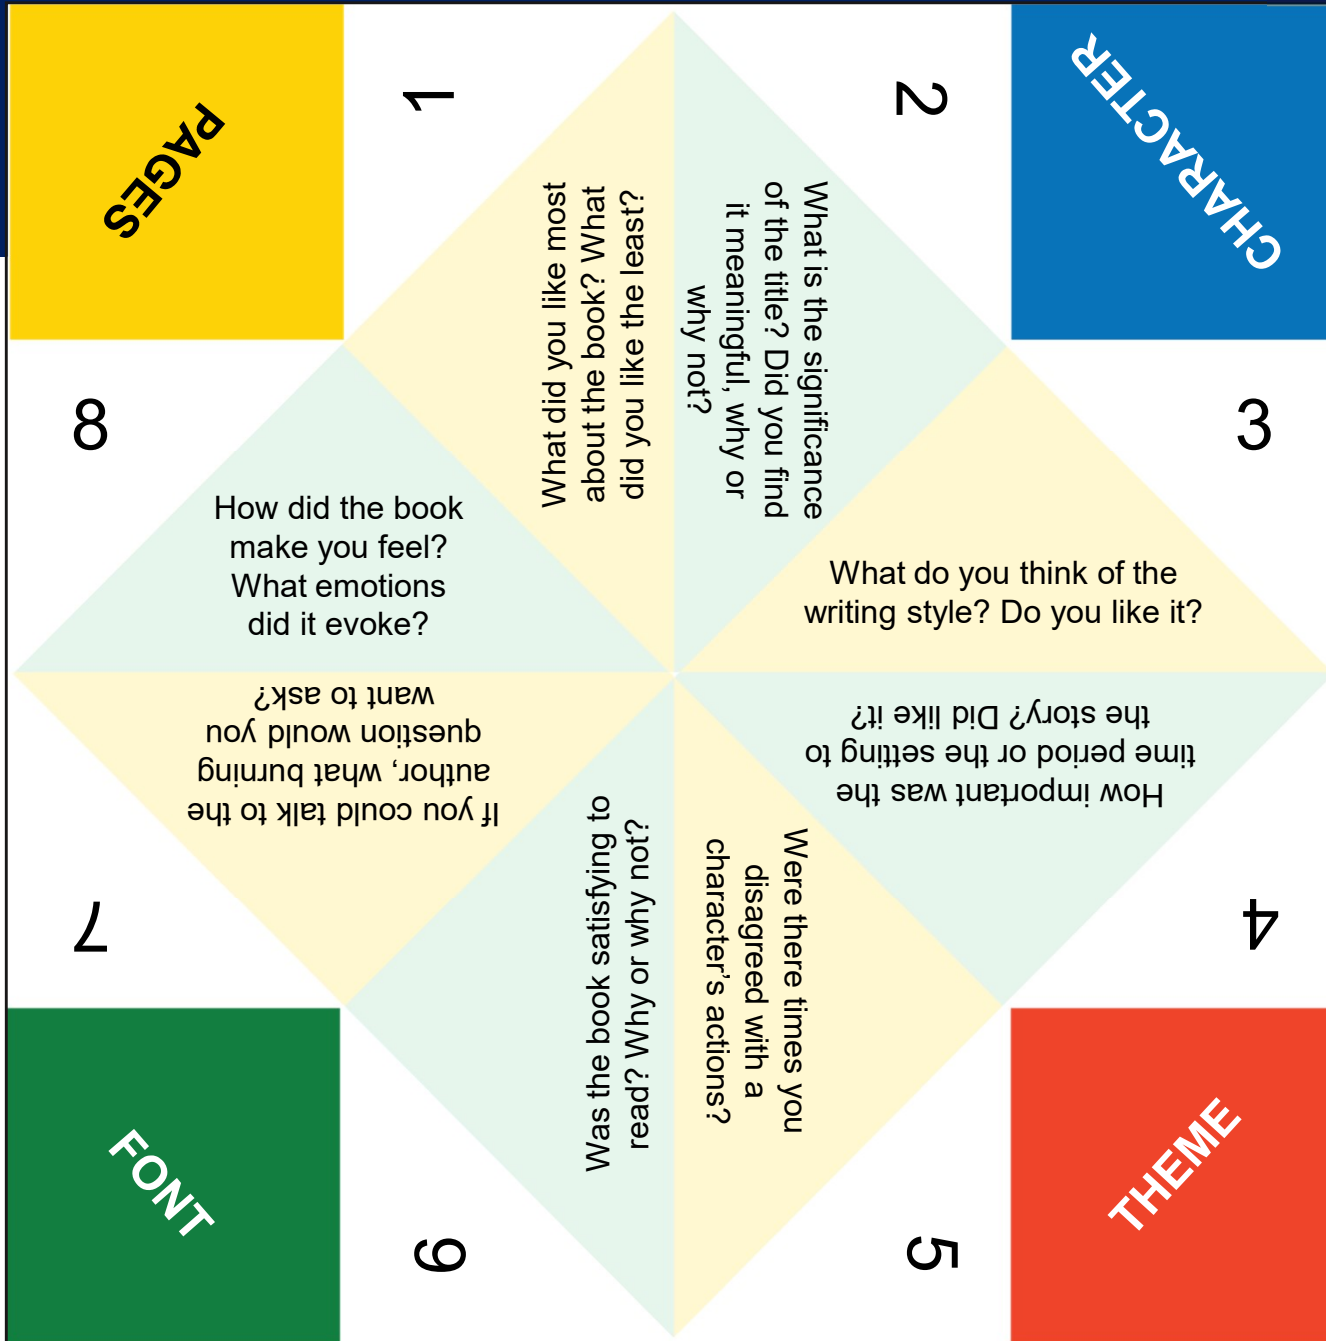 PAGES
1
2
CHARACTER
What did you like most
about the book? What
did you like the least?
What is the significance
of the title? Did you find
it meaningful, why or
why not?
8
3
How did the book
make you feel?
What emotions
did it evoke?
What do you think of the
writing style? Do you like it?
If you could talk to the
author, what burning
question would you
want to ask?
How important was the
time period or the setting to
the story? Did like it?
7
4
Was the book satisfying to
read? Why or why not?
Were there times you
disagreed with a
character's actions?
FONT
6
5
THEME